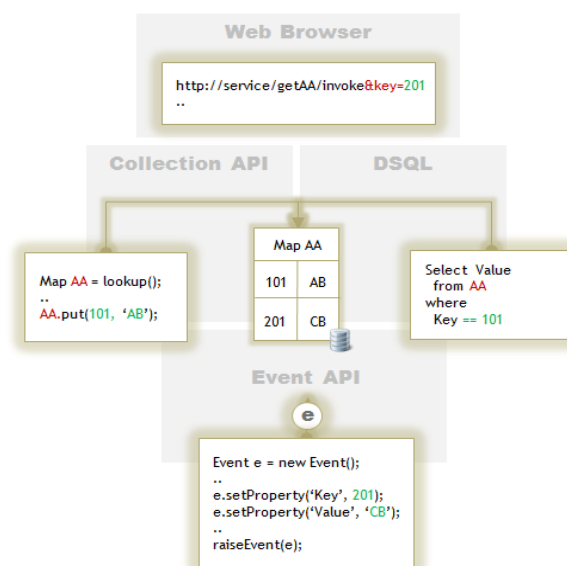 Web Browser
http://service/getAA/invoke&key=201
..
Collection API
DSQL
Map AA
101 AB
201 CB
Map AA = lookup();
..
AA.put(101, ‘AB’);
Select Value
from AA
where
Key == 101
Event API
e
Event e = new Event();
..
e.setProperty(‘Key’, 201);
e.setProperty(‘Value’, ‘CB’);
..
raiseEvent(e);